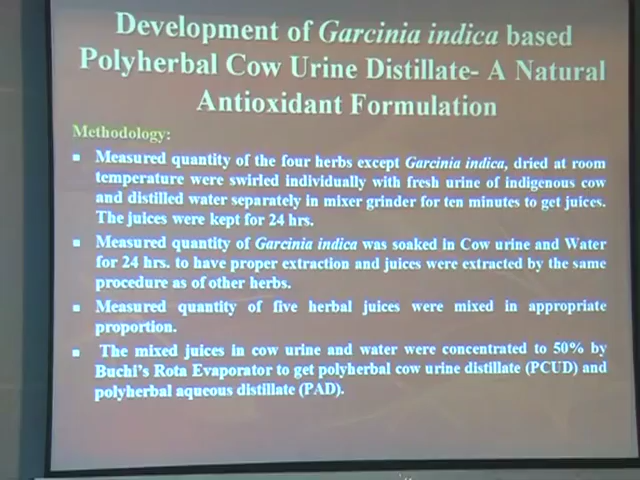 Development of Garcinia indica based
Polyherbal Cow Urine Distillate- A Natural
Antioxidant Formulation
Methodology:
▪ Measured quantity of the four herbs except Garcinia indica, dried at room
temperature were swirled individually with fresh urine of indigenous cow
and distilled water separately in mixer grinder for ten minutes to get juices.
The juices were kept for 24 hrs.
▪ Measured quantity of Garcinia indica was soaked in Cow urine and Water
for 24 hrs. to have proper extraction and juices were extracted by the same
procedure as of other herbs.
▪ Measured quantity of five herbal juices were mixed in appropriate
proportion.
▪ The mixed juices in cow urine and water were concentrated to 50% by
Buchi's Rota Evaporator to get polyherbal cow urine distillate (PCUD) and
polyherbal aqueous distillate (PAD).